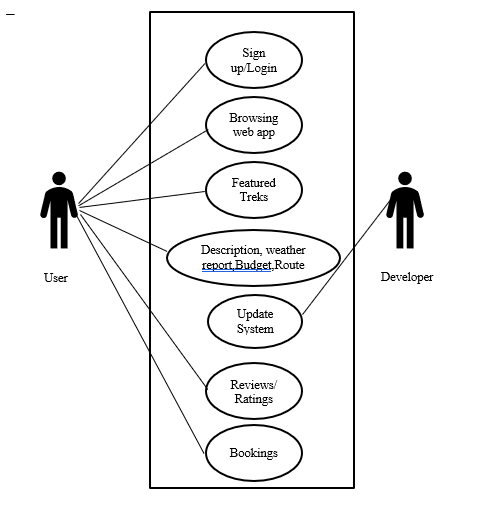 Sign
up/Login
Browsing
web app
Featured
Treks
Description, weather
report,Budget,Route
User
Developer
Update
System
Reviews/
Ratings
Bookings